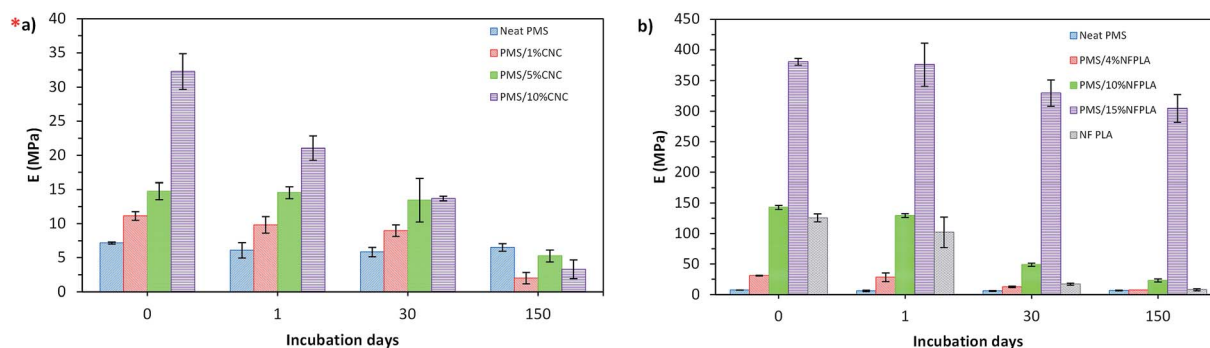 *a)
E (MPa)
40
35
30
25
20
15
10
5
0
Neat PMS
PMS/1%CNC
PMS/5%CNC
PMS/10%CNC
0 1 30 150
Incubation days
b)
E (MPa)
450
400
350
300
250
200
150
100
50
0
Neat PMS
PMS/4%NFPLA
PMS/10%NFPLA
PMS/15%NFPLA
NF PLA
0 1 30 150
Incubation days